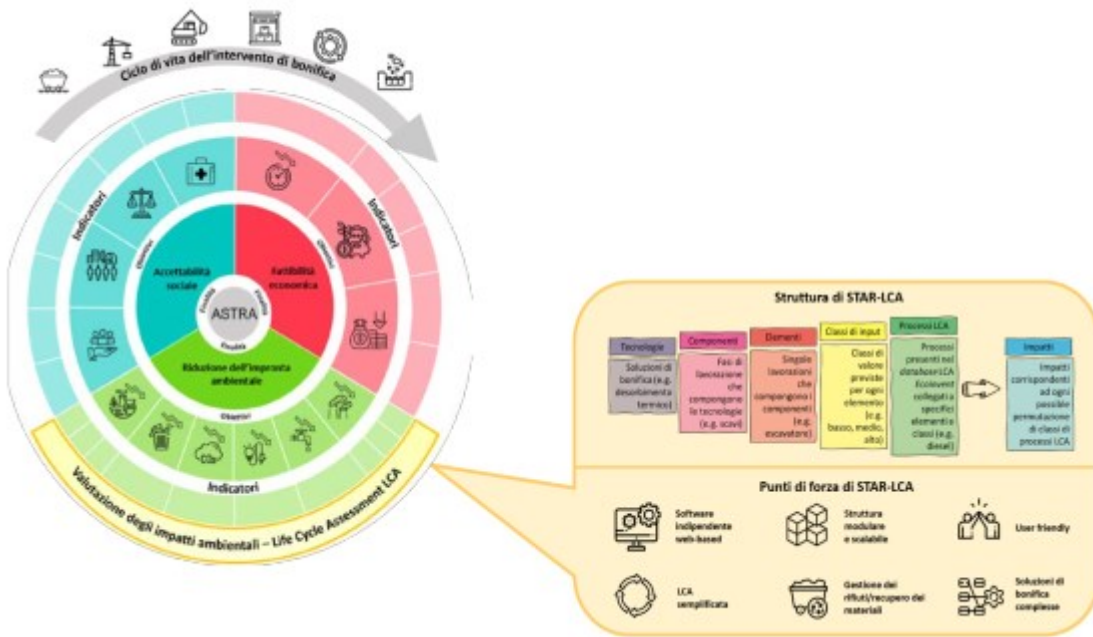 Ciclo di vita dell'intervento di bonifica
Indicatori
Indicatori
Obiettivi
Obiettivi
Accettabilità
sociale
Fattibilità
economica
Finalità
Finalità
ASTRA
Finalità
Riduzione dell'impronta
ambientale
Obiettivi
Indicatori
Valutazione degli impatti ambientali – Life Cycle Assessment LCA
Struttura di STAR-LCA
Tecnologie
Soluzioni di
bonifica (e.g.
desorbimento
termico)
Componenti
Fasi di
lavorazione
che
compongono
le tecnologie
(e.g. scavi)
Elementi
Singole
lavorazioni
che
compongono i
componenti
(e.g.
escavatore)
Classi di input
Classi di
valore
previste
per ogni
elemento
(e.g.
basso, medio,
alto)
Processi LCA
Processi
presenti nel
database LCA
Ecoinvent
collegati a
specifici
elementi e
classi (e.g.
diesel)
Impatti
Impatti
corrispondenti
ad ogni
possibile
permutazione
di classi di
processi LCA
Punti di forza di STAR-LCA
Software
indipendente
web-based
Struttura
modulare
e scalabile
User friendly
LCA
semplificata
Gestione dei
rifiuti/recupero dei
materiali
Soluzioni di
bonifica
complesse